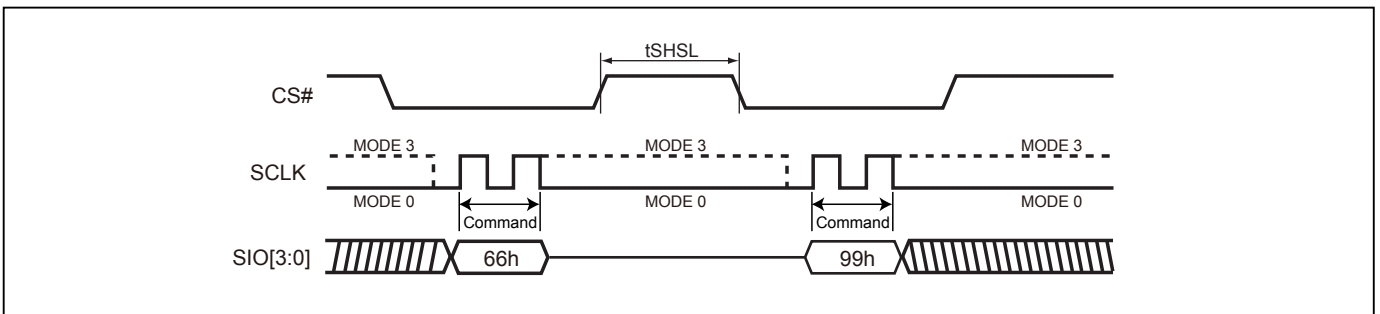 tSHSL
CS#
MODE 3 MODE 3 MODE 3
SCLK
MODE 0 MODE 0 MODE 0
Command Command
SIO[3:0] 66h 99h